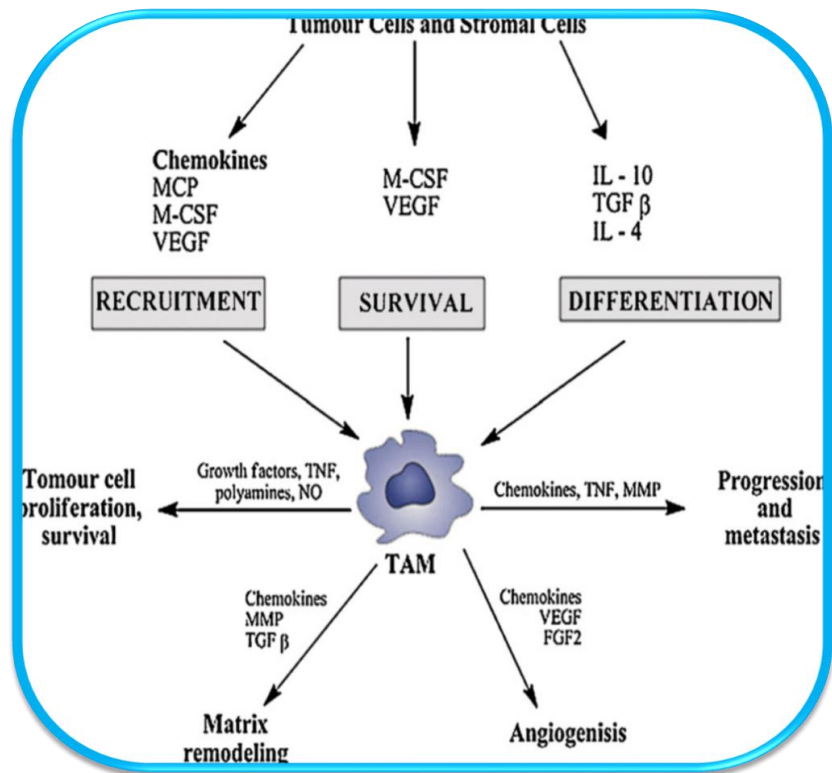 Tumour Cells and Stromal Cells
Chemokines
MCP
M-CSF
VEGF
M-CSF
VEGF
IL - 10
TGF β
IL - 4
RECRUITMENT
SURVIVAL
DIFFERENTIATION
Tomour cell
proliferation,
survival
Growth factors, TNF,
polyamines, NO
Chemokines, TNF, MMP
Progression
and
metastasis
TAM
Chemokines
MMP
TGF β
Chemokines
VEGF
FGF2
Matrix
remodeling
Angiogenisis